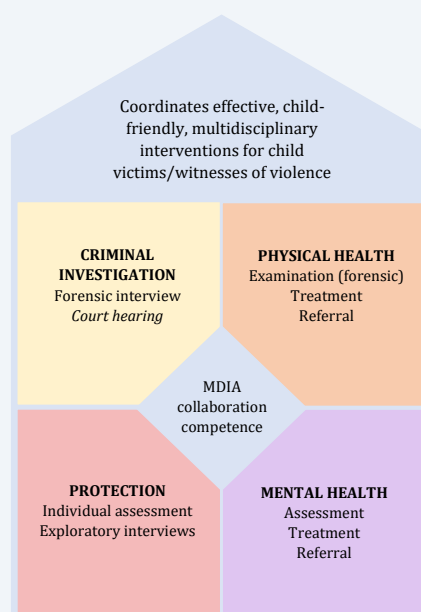 Coordinates effective, child-
friendly, multidisciplinary
interventions for child
victims/witnesses of violence
CRIMINAL
INVESTIGATION
Forensic interview
Court hearing
PHYSICAL HEALTH
Examination (forensic)
Treatment
Referral
MDIA
collaboration
competence
PROTECTION
Individual assessment
Exploratory interviews
MENTAL HEALTH
Assessment
Treatment
Referral